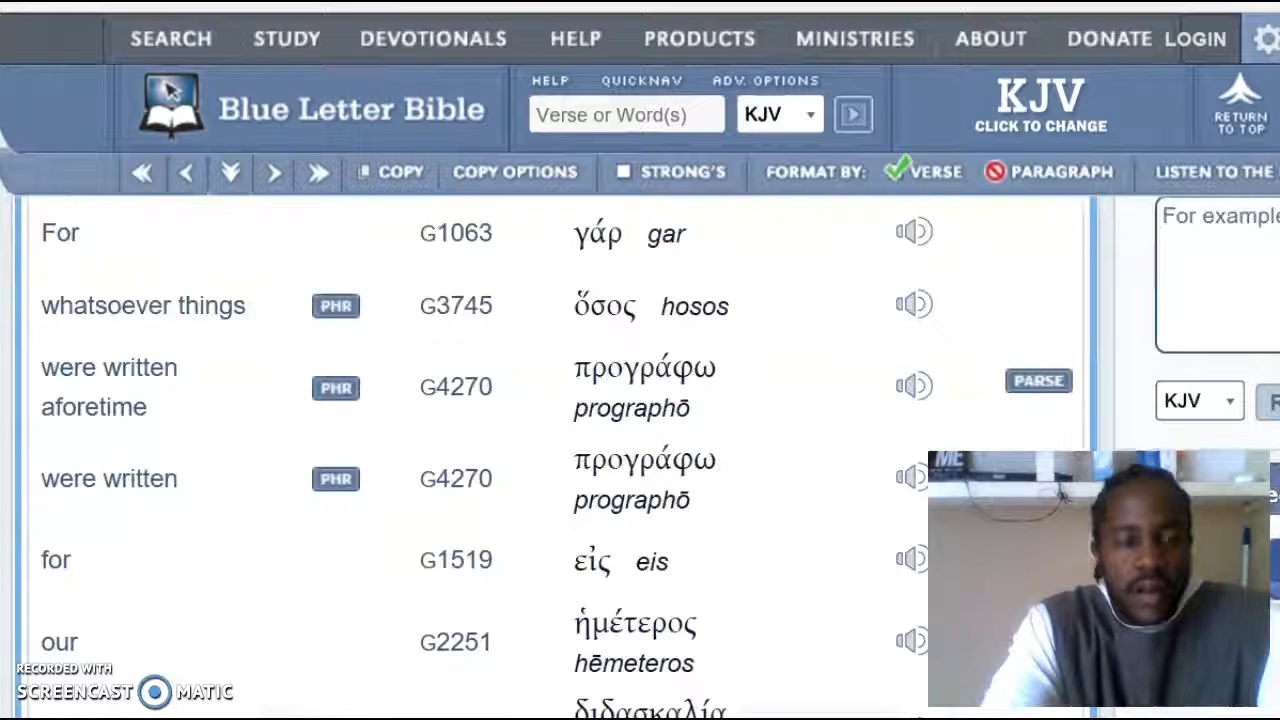 SEARCH STUDY DEVOTIONALS HELP PRODUCTS MINISTRIES ABOUT DONATE LOGIN
HELP QUICKNAV ADV. OPTIONS
Blue Letter Bible
Verse or Word(s) KJV
KJV
CLICK TO CHANGE
RETURN
TO TOP
COPY COPY OPTIONS STRONG'S FORMAT BY: VERSE PARAGRAPH LISTEN TO THE
For G1063 γάρ gar
For example
whatsoever things PHR G3745 ὅσος hosos
were written
aforetime
PHR G4270 προγράφω
prographō
PARSE
KJV
were written PHR G4270 προγράφω
prographō
ME
for G1519 εἰς eis
our G2251 ἡμέτερος
hēmeteros
διδασκαλία
RECORDED WITH
SCREENCAST MATIC